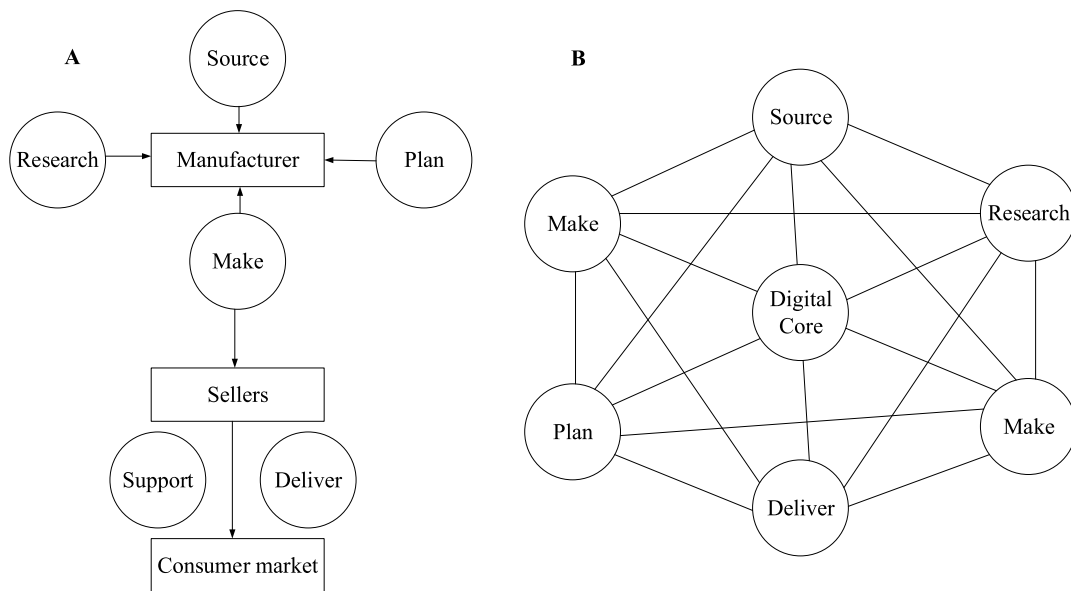 A
Source
Research
Manufacturer
Plan
Make
Sellers
Support
Deliver
Consumer market
B
Source
Make
Research
Digital
Core
Plan
Make
Deliver